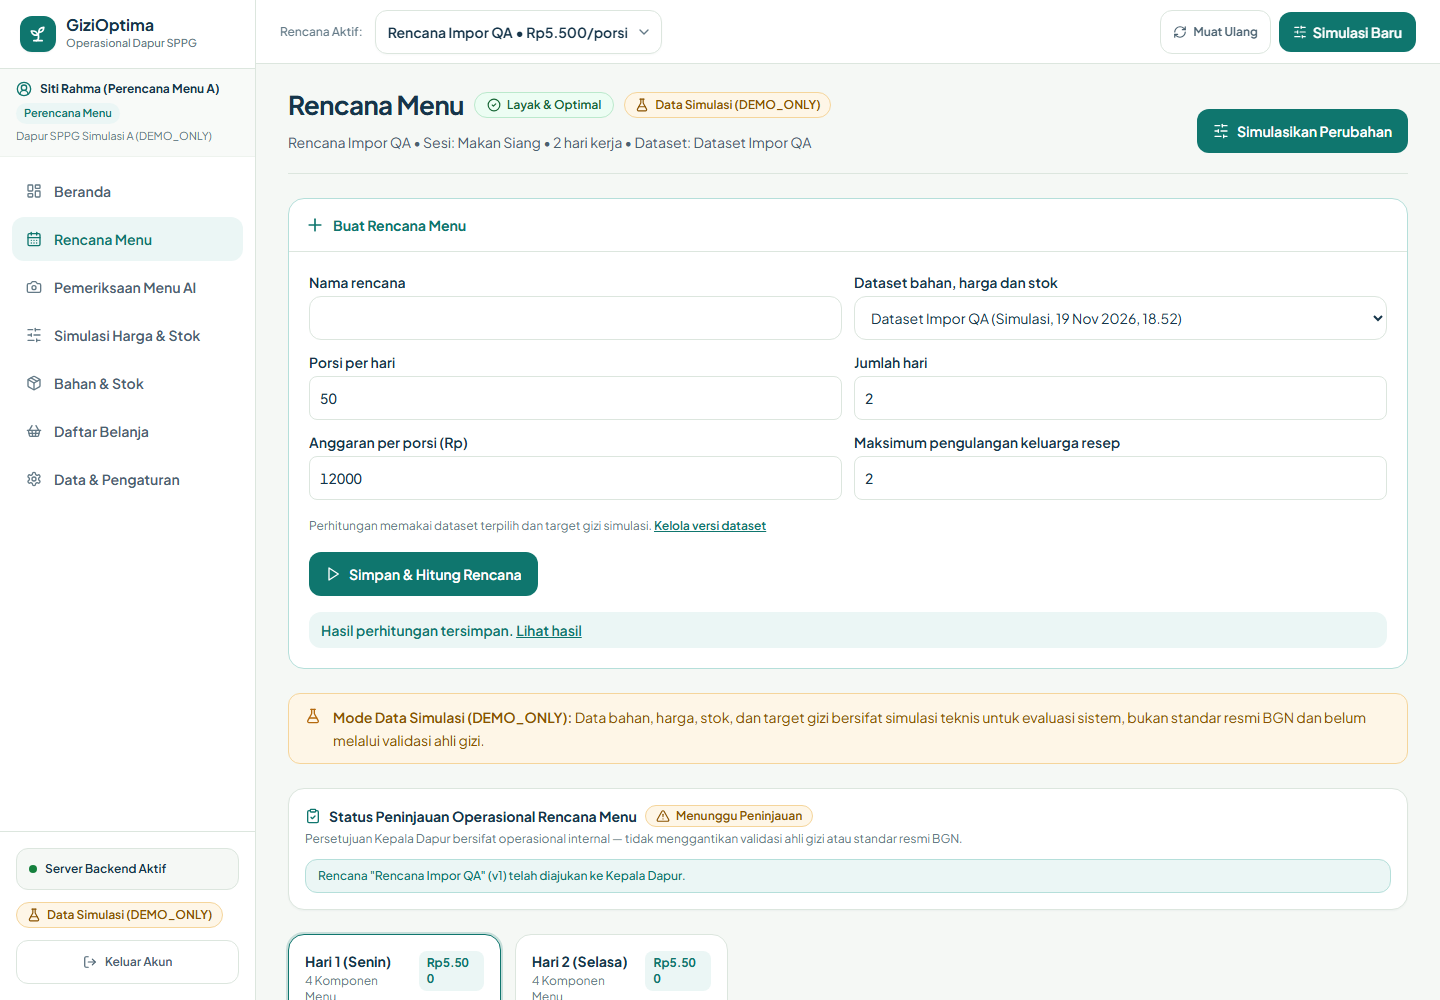 GiziOptima
Operasional Dapur SPPG
Siti Rahma (Perencana Menu A)
Perencana Menu
Dapur SPPG Simulasi A (DEMO_ONLY)
Beranda
Rencana Menu
Pemeriksaan Menu AI
Simulasi Harga & Stok
Bahan & Stok
Daftar Belanja
Data & Pengaturan
Server Backend Aktif
Data Simulasi (DEMO_ONLY)
Keluar Akun
Rencana Aktif:
Rencana Impor QA • Rp5.500/porsi
Muat Ulang
Simulasi Baru
Rencana Menu
Layak & Optimal
Data Simulasi (DEMO_ONLY)
Rencana Impor QA • Sesi: Makan Siang • 2 hari kerja • Dataset: Dataset Impor QA
Simulasikan Perubahan
Buat Rencana Menu
Nama rencana
Dataset bahan, harga dan stok
Dataset Impor QA (Simulasi, 19 Nov 2026, 18.52)
Porsi per hari
Jumlah hari
50
2
Anggaran per porsi (Rp)
Maksimum pengulangan keluarga resep
12000
2
Perhitungan memakai dataset terpilih dan target gizi simulasi. Kelola versi dataset
Simpan & Hitung Rencana
Hasil perhitungan tersimpan. Lihat hasil
Mode Data Simulasi (DEMO_ONLY): Data bahan, harga, stok, dan target gizi bersifat simulasi teknis untuk evaluasi sistem, bukan standar resmi BGN dan belum
melalui validasi ahli gizi.
Status Peninjauan Operasional Rencana Menu
Menunggu Peninjauan
Persetujuan Kepala Dapur bersifat operasional internal — tidak menggantikan validasi ahli gizi atau standar resmi BGN.
Rencana "Rencana Impor QA" (v1) telah diajukan ke Kepala Dapur.
Hari 1 (Senin)
4 Komponen
Menu
Rp5.50
0
Hari 2 (Selasa)
4 Komponen
Menu
Rp5.50
0